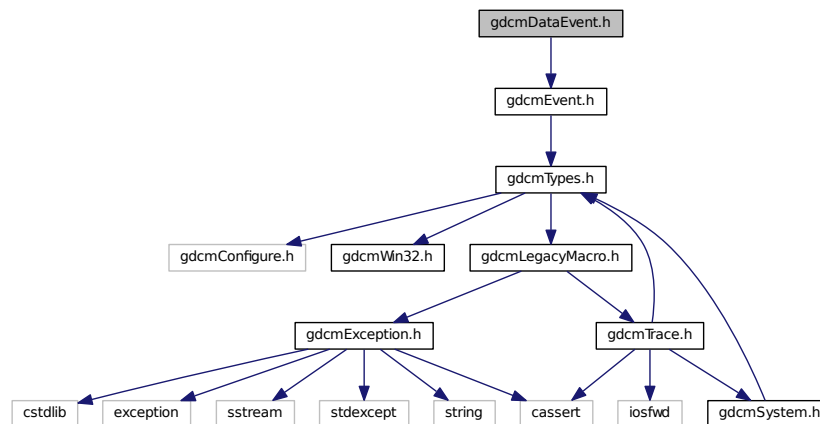 gdcmDataEvent.h
gdcmEvent.h
gdcmTypes.h
gdcmConfigure.h
gdcmWin32.h
gdcmLegacyMacro.h
gdcmException.h
gdcmTrace.h
cstdlib
exception
sstream
stdexcept
string
cassert
iosfwd
gdcmSystem.h